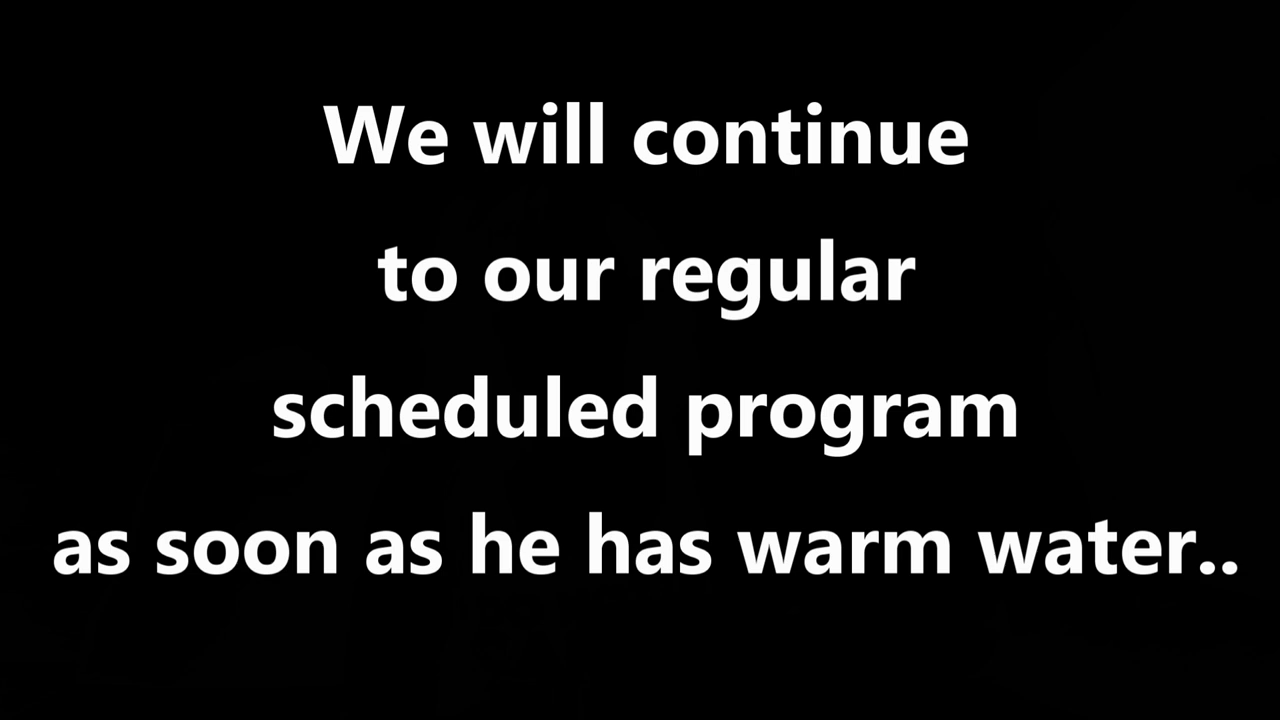 We will continue
to our regular
scheduled program
as soon as he has warm water..